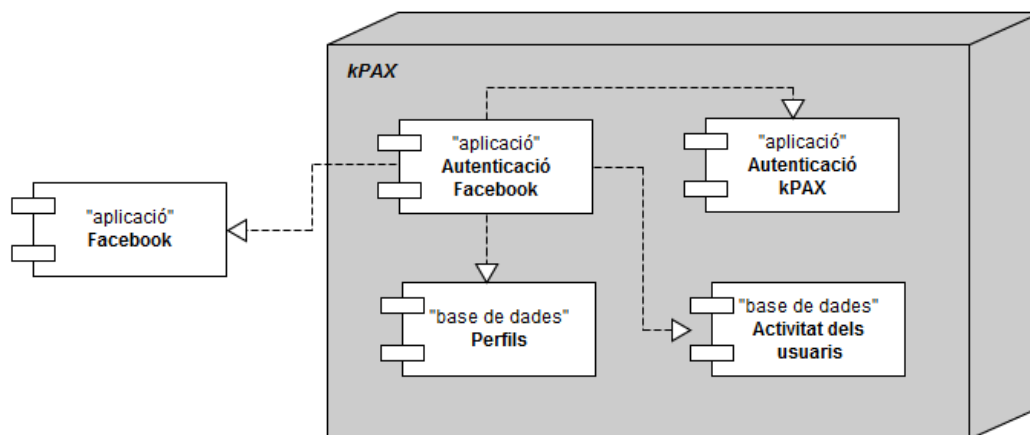 kPAX
"aplicació"
Autenticació
Facebook
"aplicació"
Autenticació
kPAX
"aplicació"
Facebook
"base de dades"
Perfils
"base de dades"
Activitat dels
usuaris